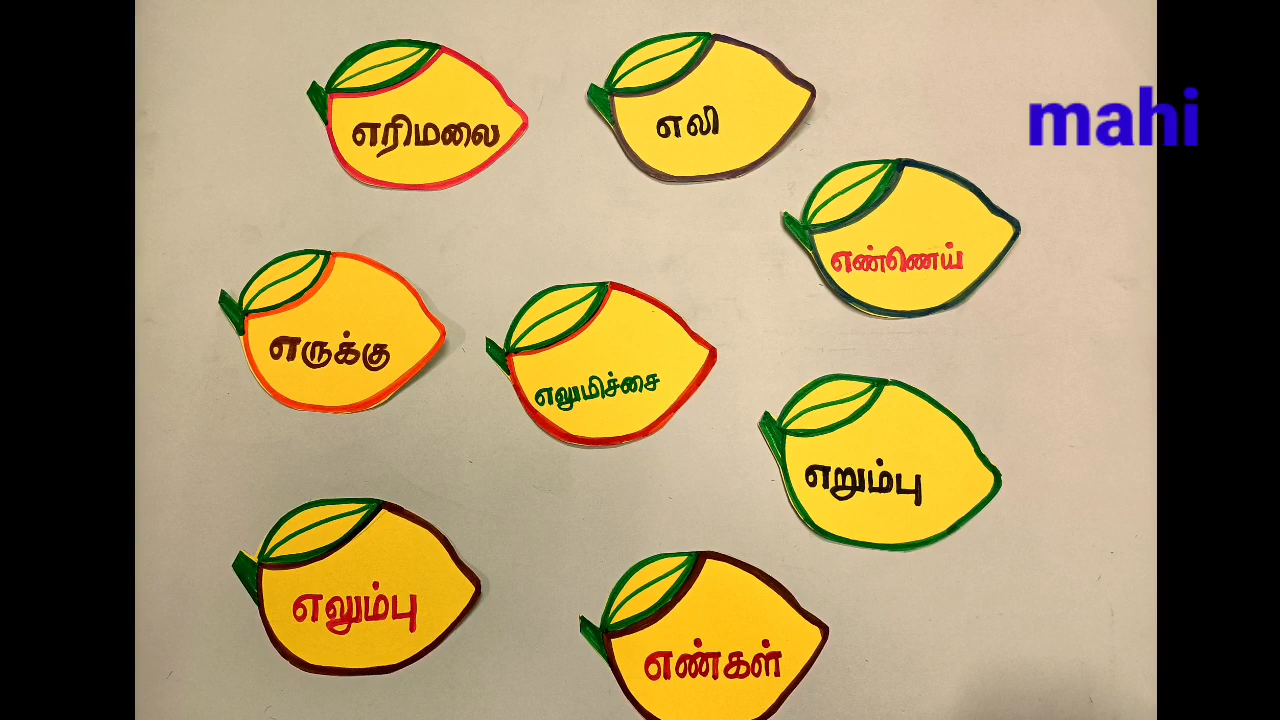 எரிமலை
எலி
mahi
எண்ணெய்
எருக்கு
எலுமிச்சை
எறும்பு
எலும்பு
எண்கள்